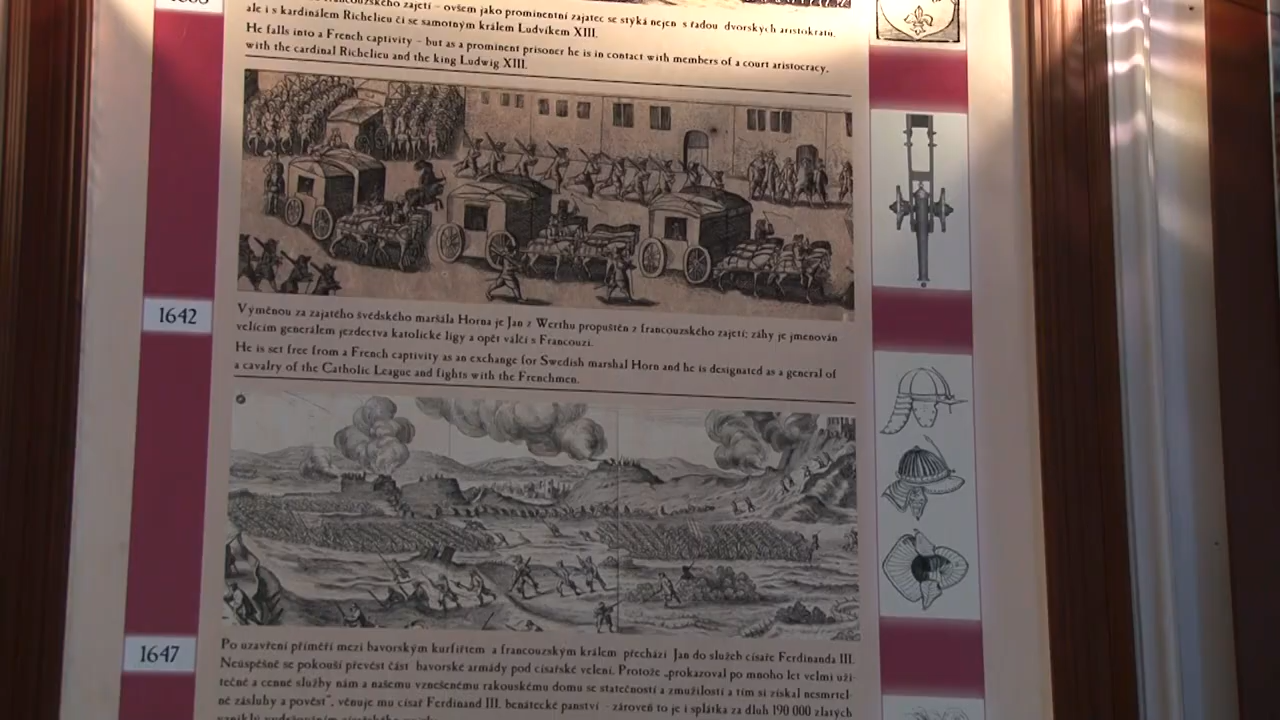 zajetí – ovšem jako prominentní zajatec se stýká nejen s řadou dvorských aristokratů,
ale i s kardinálem Richelieu či se samotným králem Ludvíkem XIII.
He falls into a French captivity – but as a prominent prisoner he is in contact with members of a court aristocracy,
with the cardinal Richelieu and the king Ludwig XIII.
1642
Výměnou za zajatého švédského maršála Horna je Jan z Werthu propuštěn z francouzského zajetí; záhy je jmenován
velícím generálem jezdectva katolické ligy a opět válčí s Francouzi.
He is set free from a French captivity as an exchange for Swedish marshal Horn and he is designated as a general of
a cavalry of the Catholic League and fights with the Frenchmen.
1647
Po uzavření příměří mezi bavorským kurfiřtem a francouzským králem přechází Jan do služeb císaře Ferdinanda III.
Neúspěšně se pokouší převést část bavorské armády pod císařské velení. Protože „prokazoval po mnoho let velmi uži-
tečné a cenné služby nám a našemu vznešenému rakouskému domu se statečností a zmužilostí a tím si získal nesmrtel-
né zásluhy a pověst“, věnuje mu císař Ferdinand III. benátecké panství - zároveň to je i splátka za dluh 190 000 zlatých